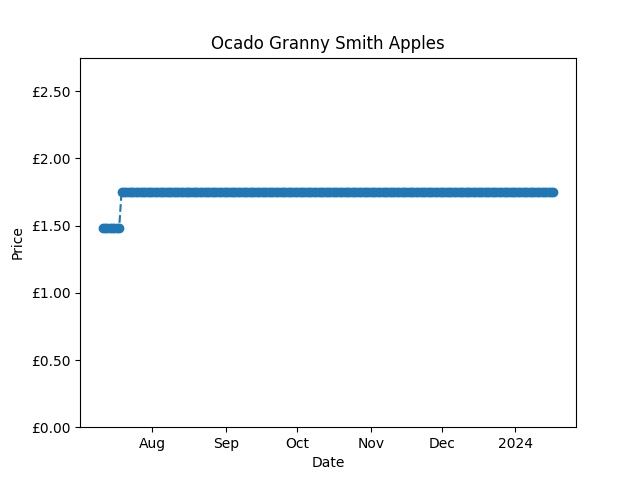 Ocado Granny Smith Apples
£2.50
£2.00
£1.50
£1.00
£0.50
£0.00
Price
Aug Sep Oct Nov Dec 2024
Date